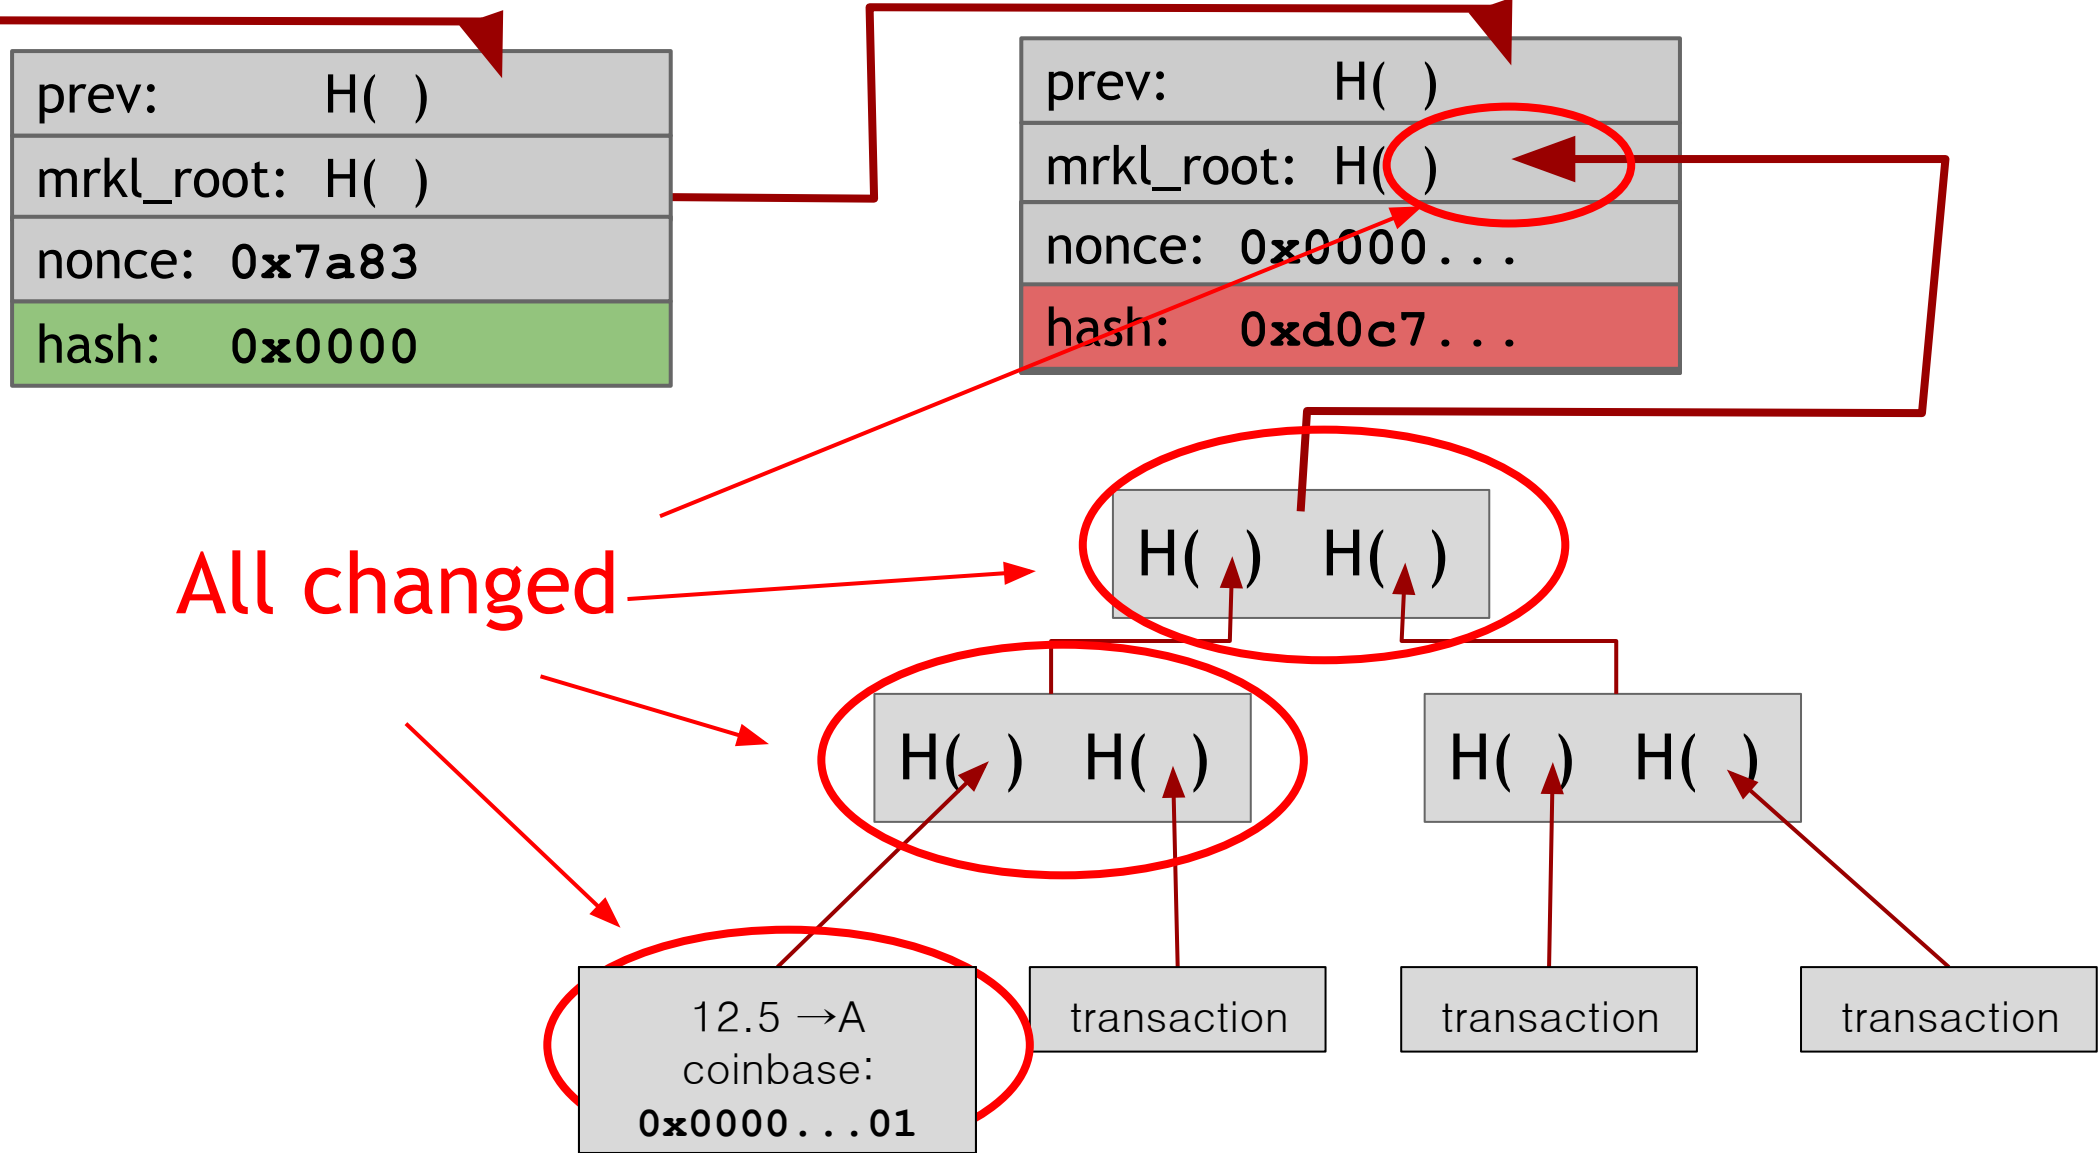 prev: H( )
mrkl_root: H( )
nonce: 0x7a83
hash: 0x0000
prev: H( )
mrkl_root: H( )
nonce: 0x0000...
hash: 0xd0c7...
All changed
H( ) H( )
H( ) H( )
H( ) H( )
12.5 →A
coinbase:
0x0000...01
transaction
transaction
transaction